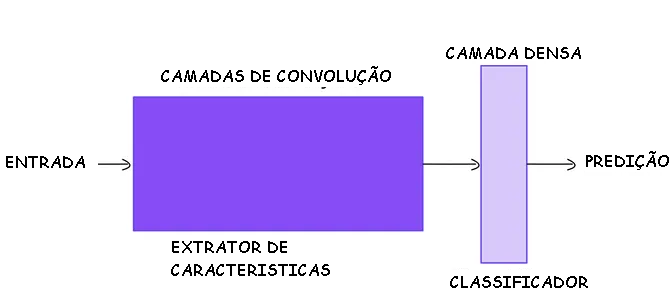 CAMADA DENSA
CAMADAS DE CONVOLUÇÃO
ENTRADA
PREDIÇÃO
EXTRATOR DE
CARACTERISTICAS
CLASSIFICADOR